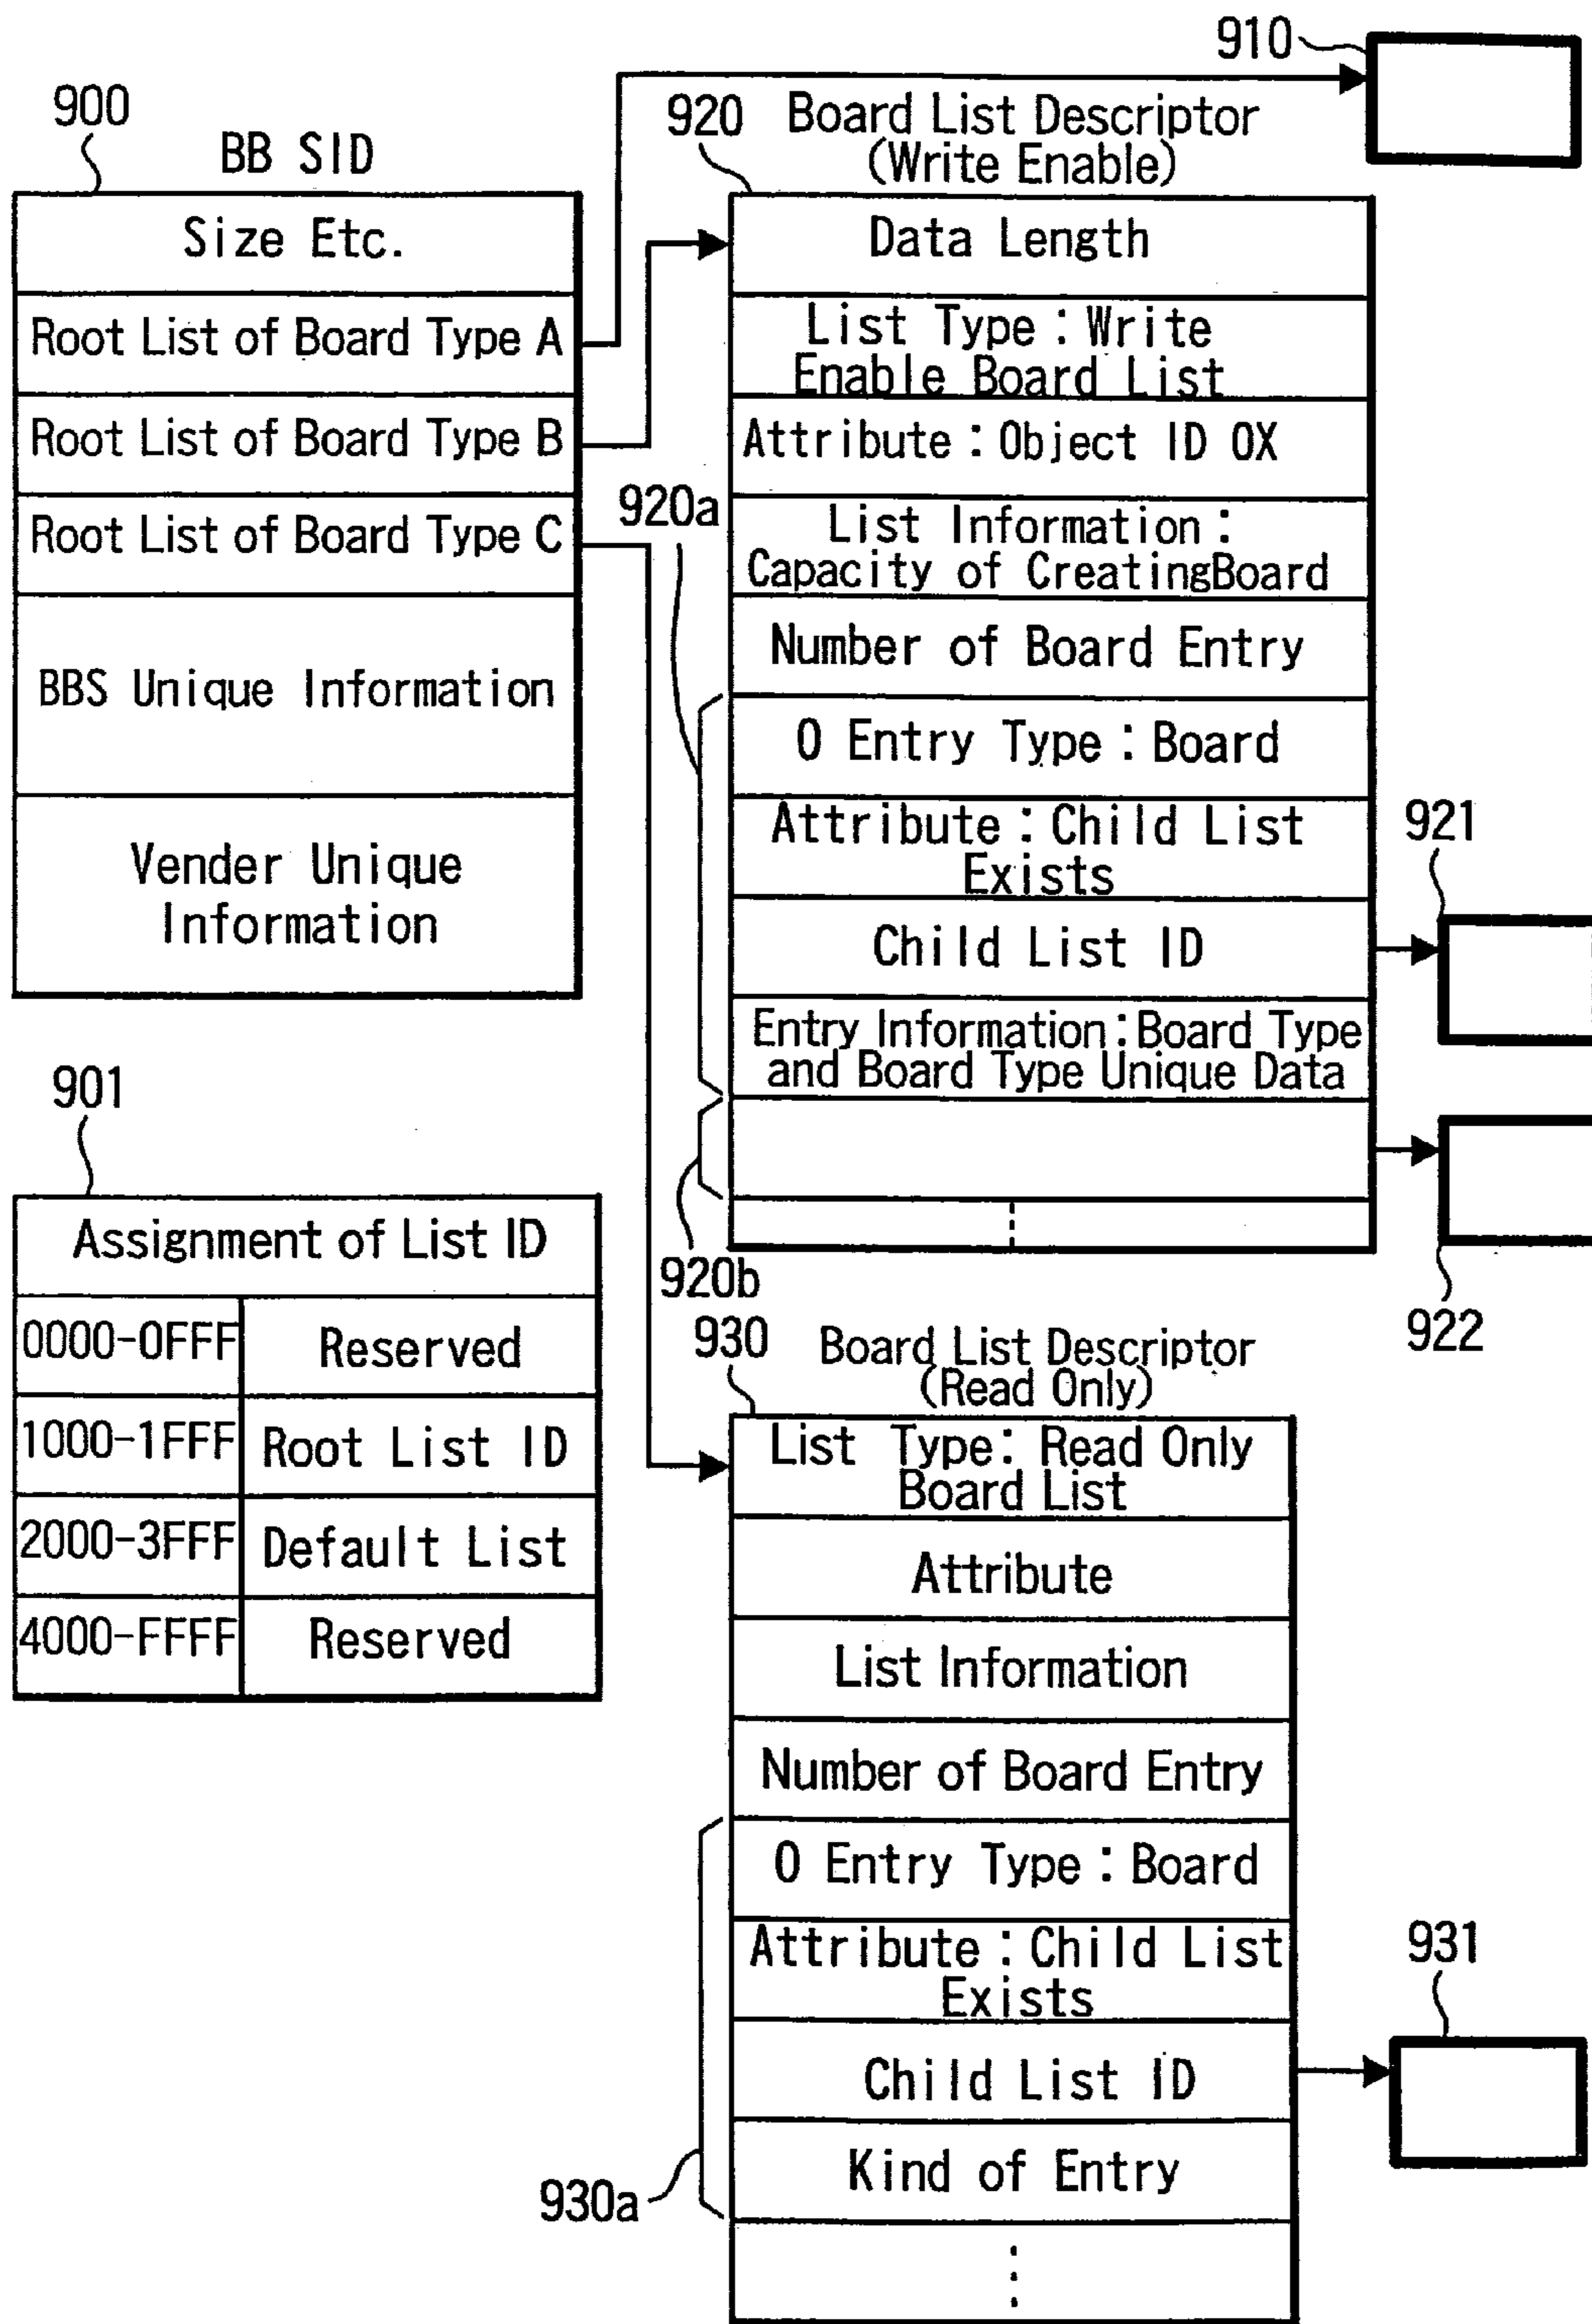 910
900
BB SID
920
Board List Descriptor
(Write Enable)
Size Etc.
Root List of Board Type A
Root List of Board Type B
Root List of Board Type C
BBS Unique Information
Vender Unique
Information
Data Length
List Type : Write
Enable Board List
Attribute : Object ID OX
920a
List Information :
Capacity of CreatingBoard
Number of Board Entry
0 Entry Type : Board
Attribute : Child List
Exists
Child List ID
Entry Information : Board Type
and Board Type Unique Data
921
920b
922
901
Assignment of List ID
0000-0FFF Reserved
1000-1FFF Root List ID
2000-3FFF Default List
4000-FFFF Reserved
930
Board List Descriptor
(Read Only)
List Type : Read Only
Board List
Attribute
List Information
Number of Board Entry
0 Entry Type : Board
Attribute : Child List
Exists
Child List ID
Kind of Entry
931
930a